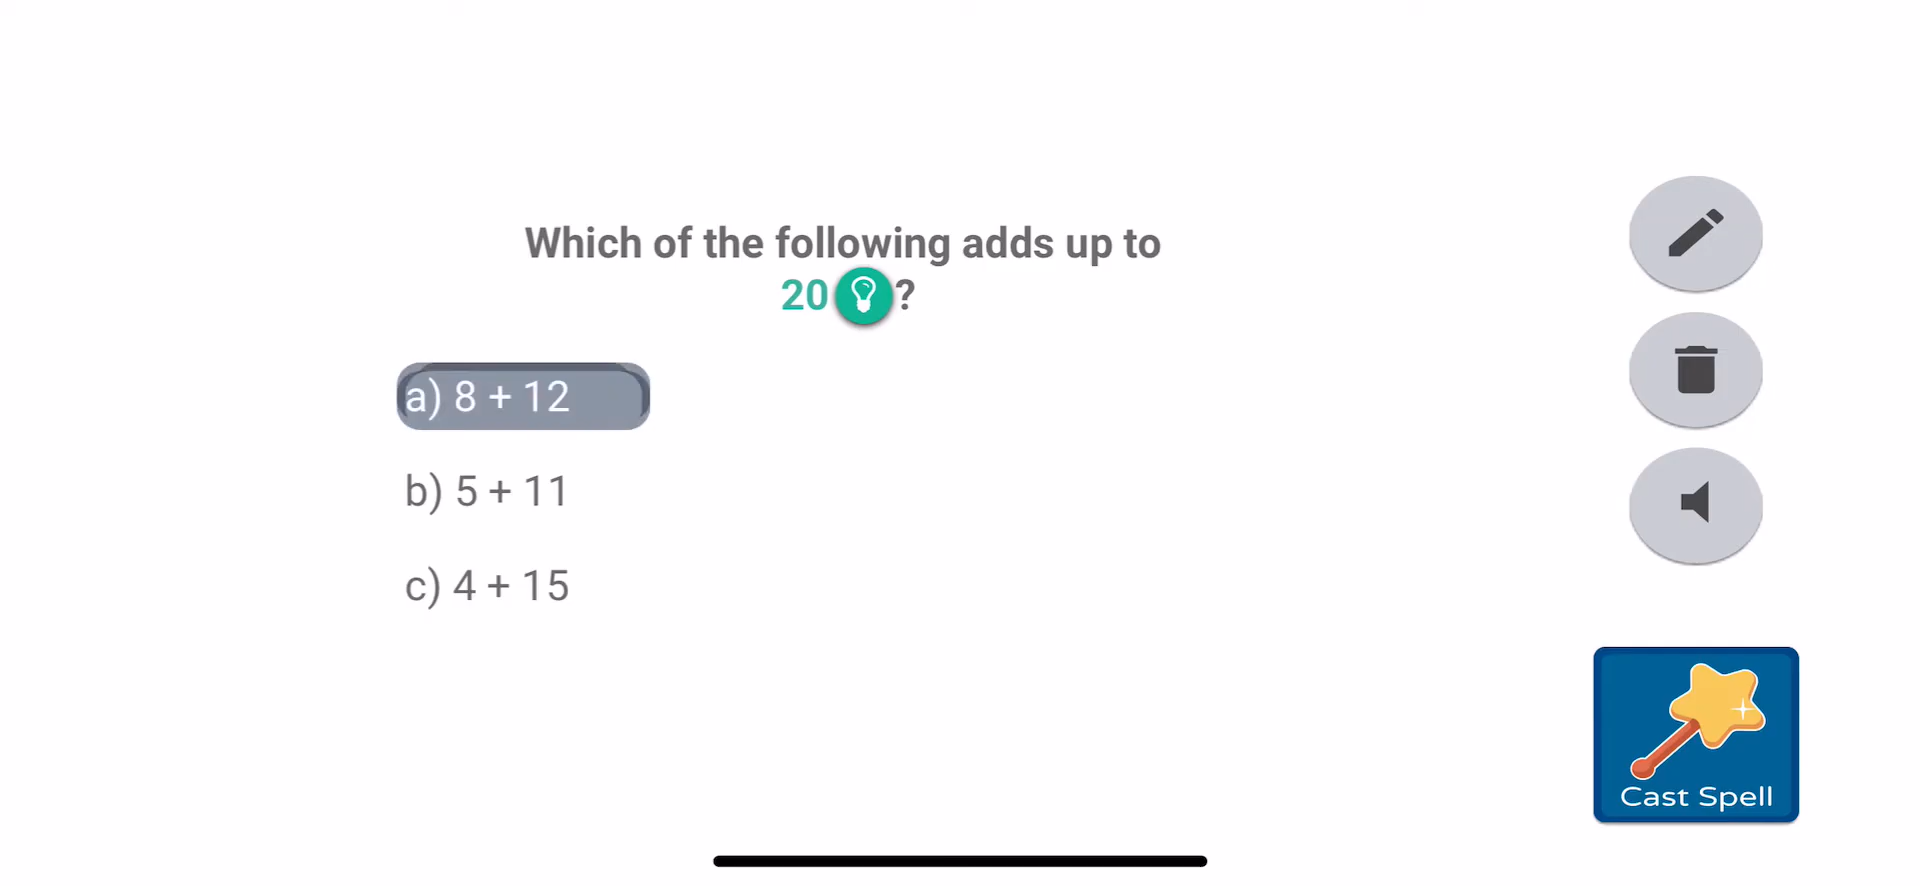 Which of the following adds up to
20 ?
a) 8 + 12
b) 5 + 11
c) 4 + 15
Cast Spell